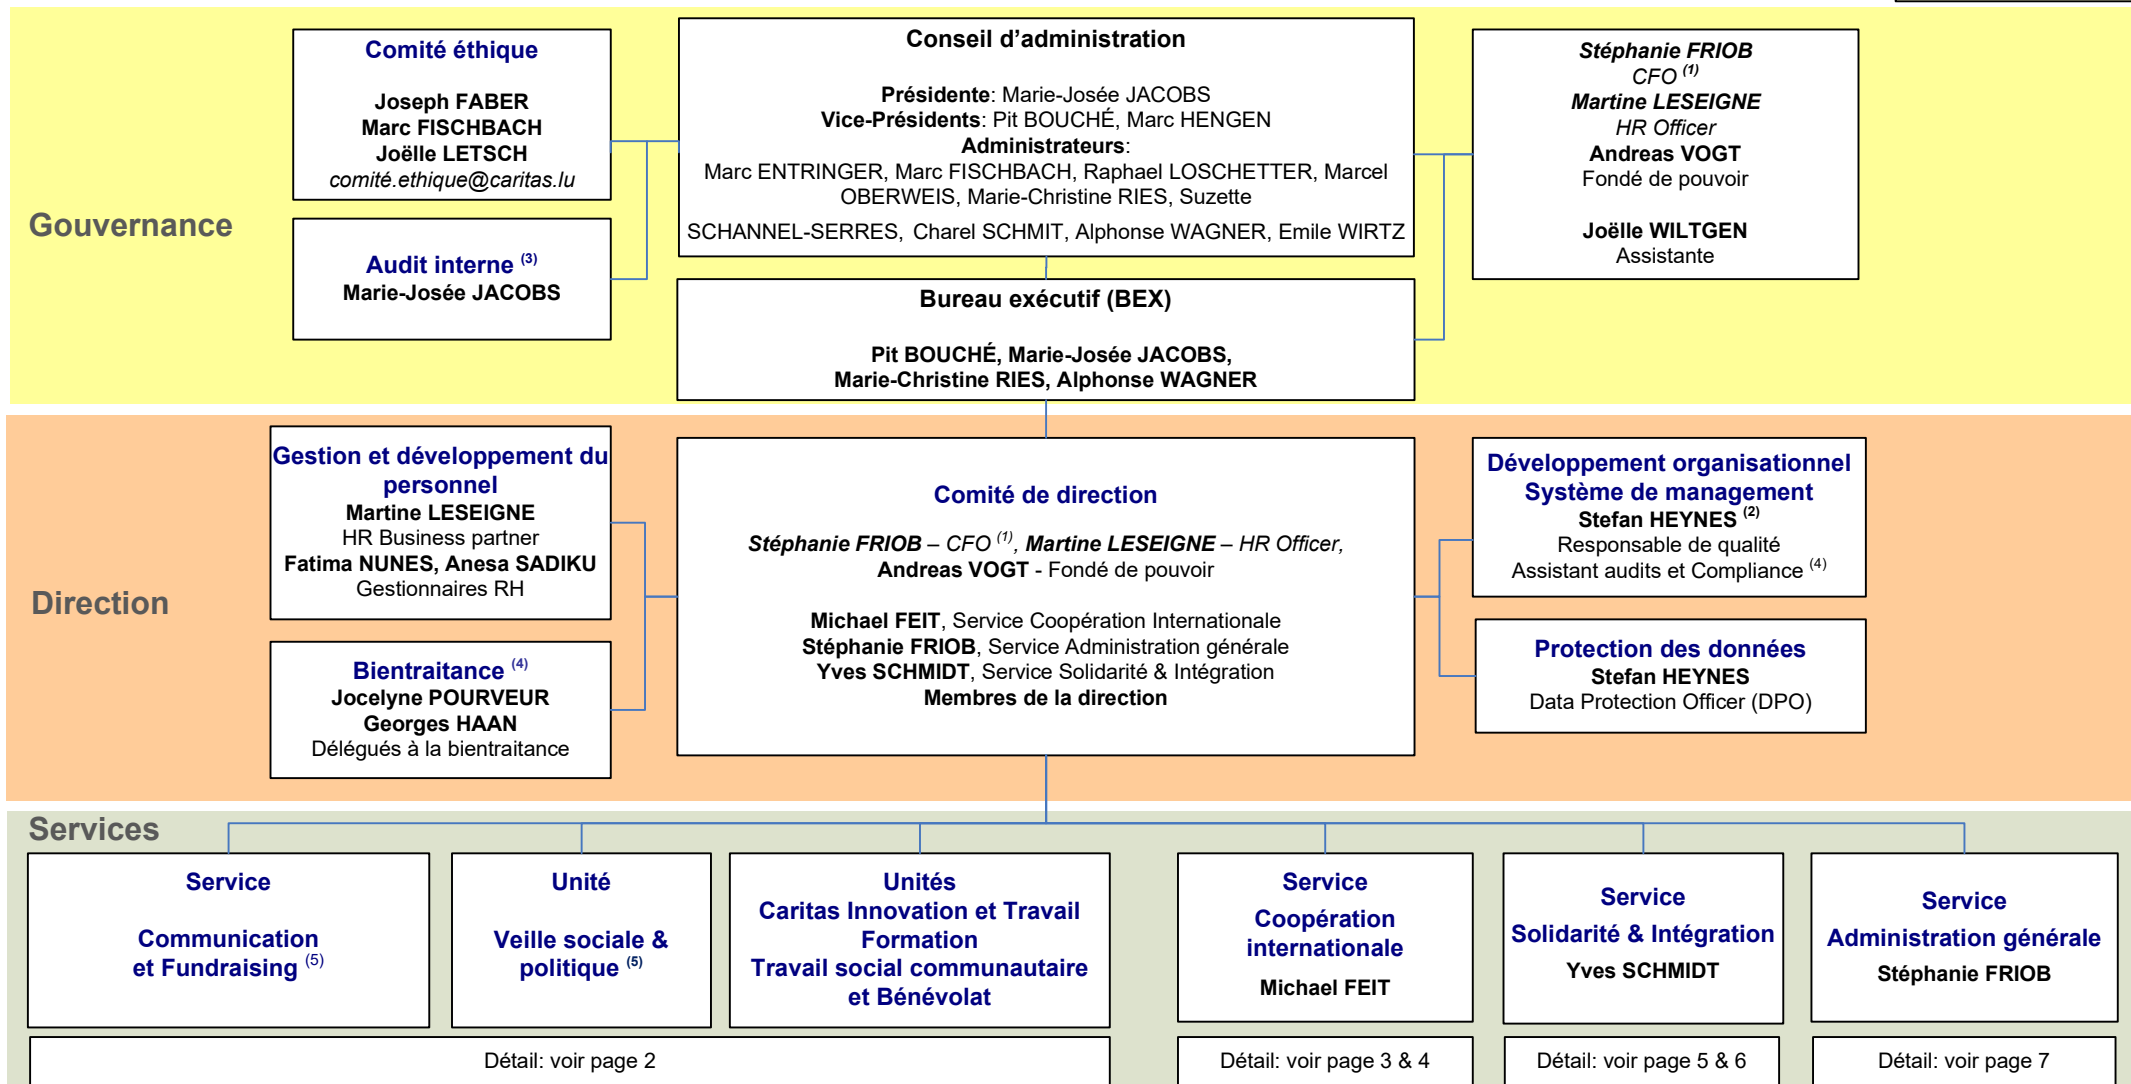 Gouvernance
Comité éthique
Joseph FABER
Marc FISCHBACH
Joëlle LETSCH
comité.ethique@caritas.lu
Audit interne (3)
Marie-Josée JACOBS
Conseil d’administration
Présidente: Marie-Josée JACOBS
Vice-Présidents: Pit BOUCHÉ, Marc HENGEN
Administrateurs:
Marc ENTRINGER, Marc FISCHBACH, Raphael LOSCHETTER, Marcel
OBERWEIS, Marie-Christine RIES, Suzette
SCHANNEL-SERRES, Charel SCHMIT, Alphonse WAGNER, Emile WIRTZ
Bureau exécutif (BEX)
Pit BOUCHÉ, Marie-Josée JACOBS,
Marie-Christine RIES, Alphonse WAGNER
Stéphanie FRIOB
CFO (1)
Martine LESEIGNE
HR Officer
Andreas VOGT
Fondé de pouvoir
Joëlle WILTGEN
Assistante
Direction
Gestion et développement du
personnel
Martine LESEIGNE
HR Business partner
Fatima NUNES, Anesa SADIKU
Gestionnaires RH
Bientraitance (4)
Jocelyne POURVEUR
Georges HAAN
Délégués à la bientraitance
Comité de direction
Stéphanie FRIOB – CFO (1), Martine LESEIGNE – HR Officer,
Andreas VOGT - Fondé de pouvoir
Michael FEIT, Service Coopération Internationale
Stéphanie FRIOB, Service Administration générale
Yves SCHMIDT, Service Solidarité & Intégration
Membres de la direction
Développement organisationnel
Système de management
Stefan HEYNES (2)
Responsable de qualité
Assistant audits et Compliance (4)
Protection des données
Stefan HEYNES
Data Protection Officer (DPO)
Services
Service
Communication
et Fundraising (5)
Unité
Veille sociale &
politique (5)
Unités
Caritas Innovation et Travail
Formation
Travail social communautaire
et Bénévolat
Service
Coopération
internationale
Michael FEIT
Service
Solidarité & Intégration
Yves SCHMIDT
Service
Administration générale
Stéphanie FRIOB
Détail: voir page 2
Détail: voir page 3 & 4
Détail: voir page 5 & 6
Détail: voir page 7